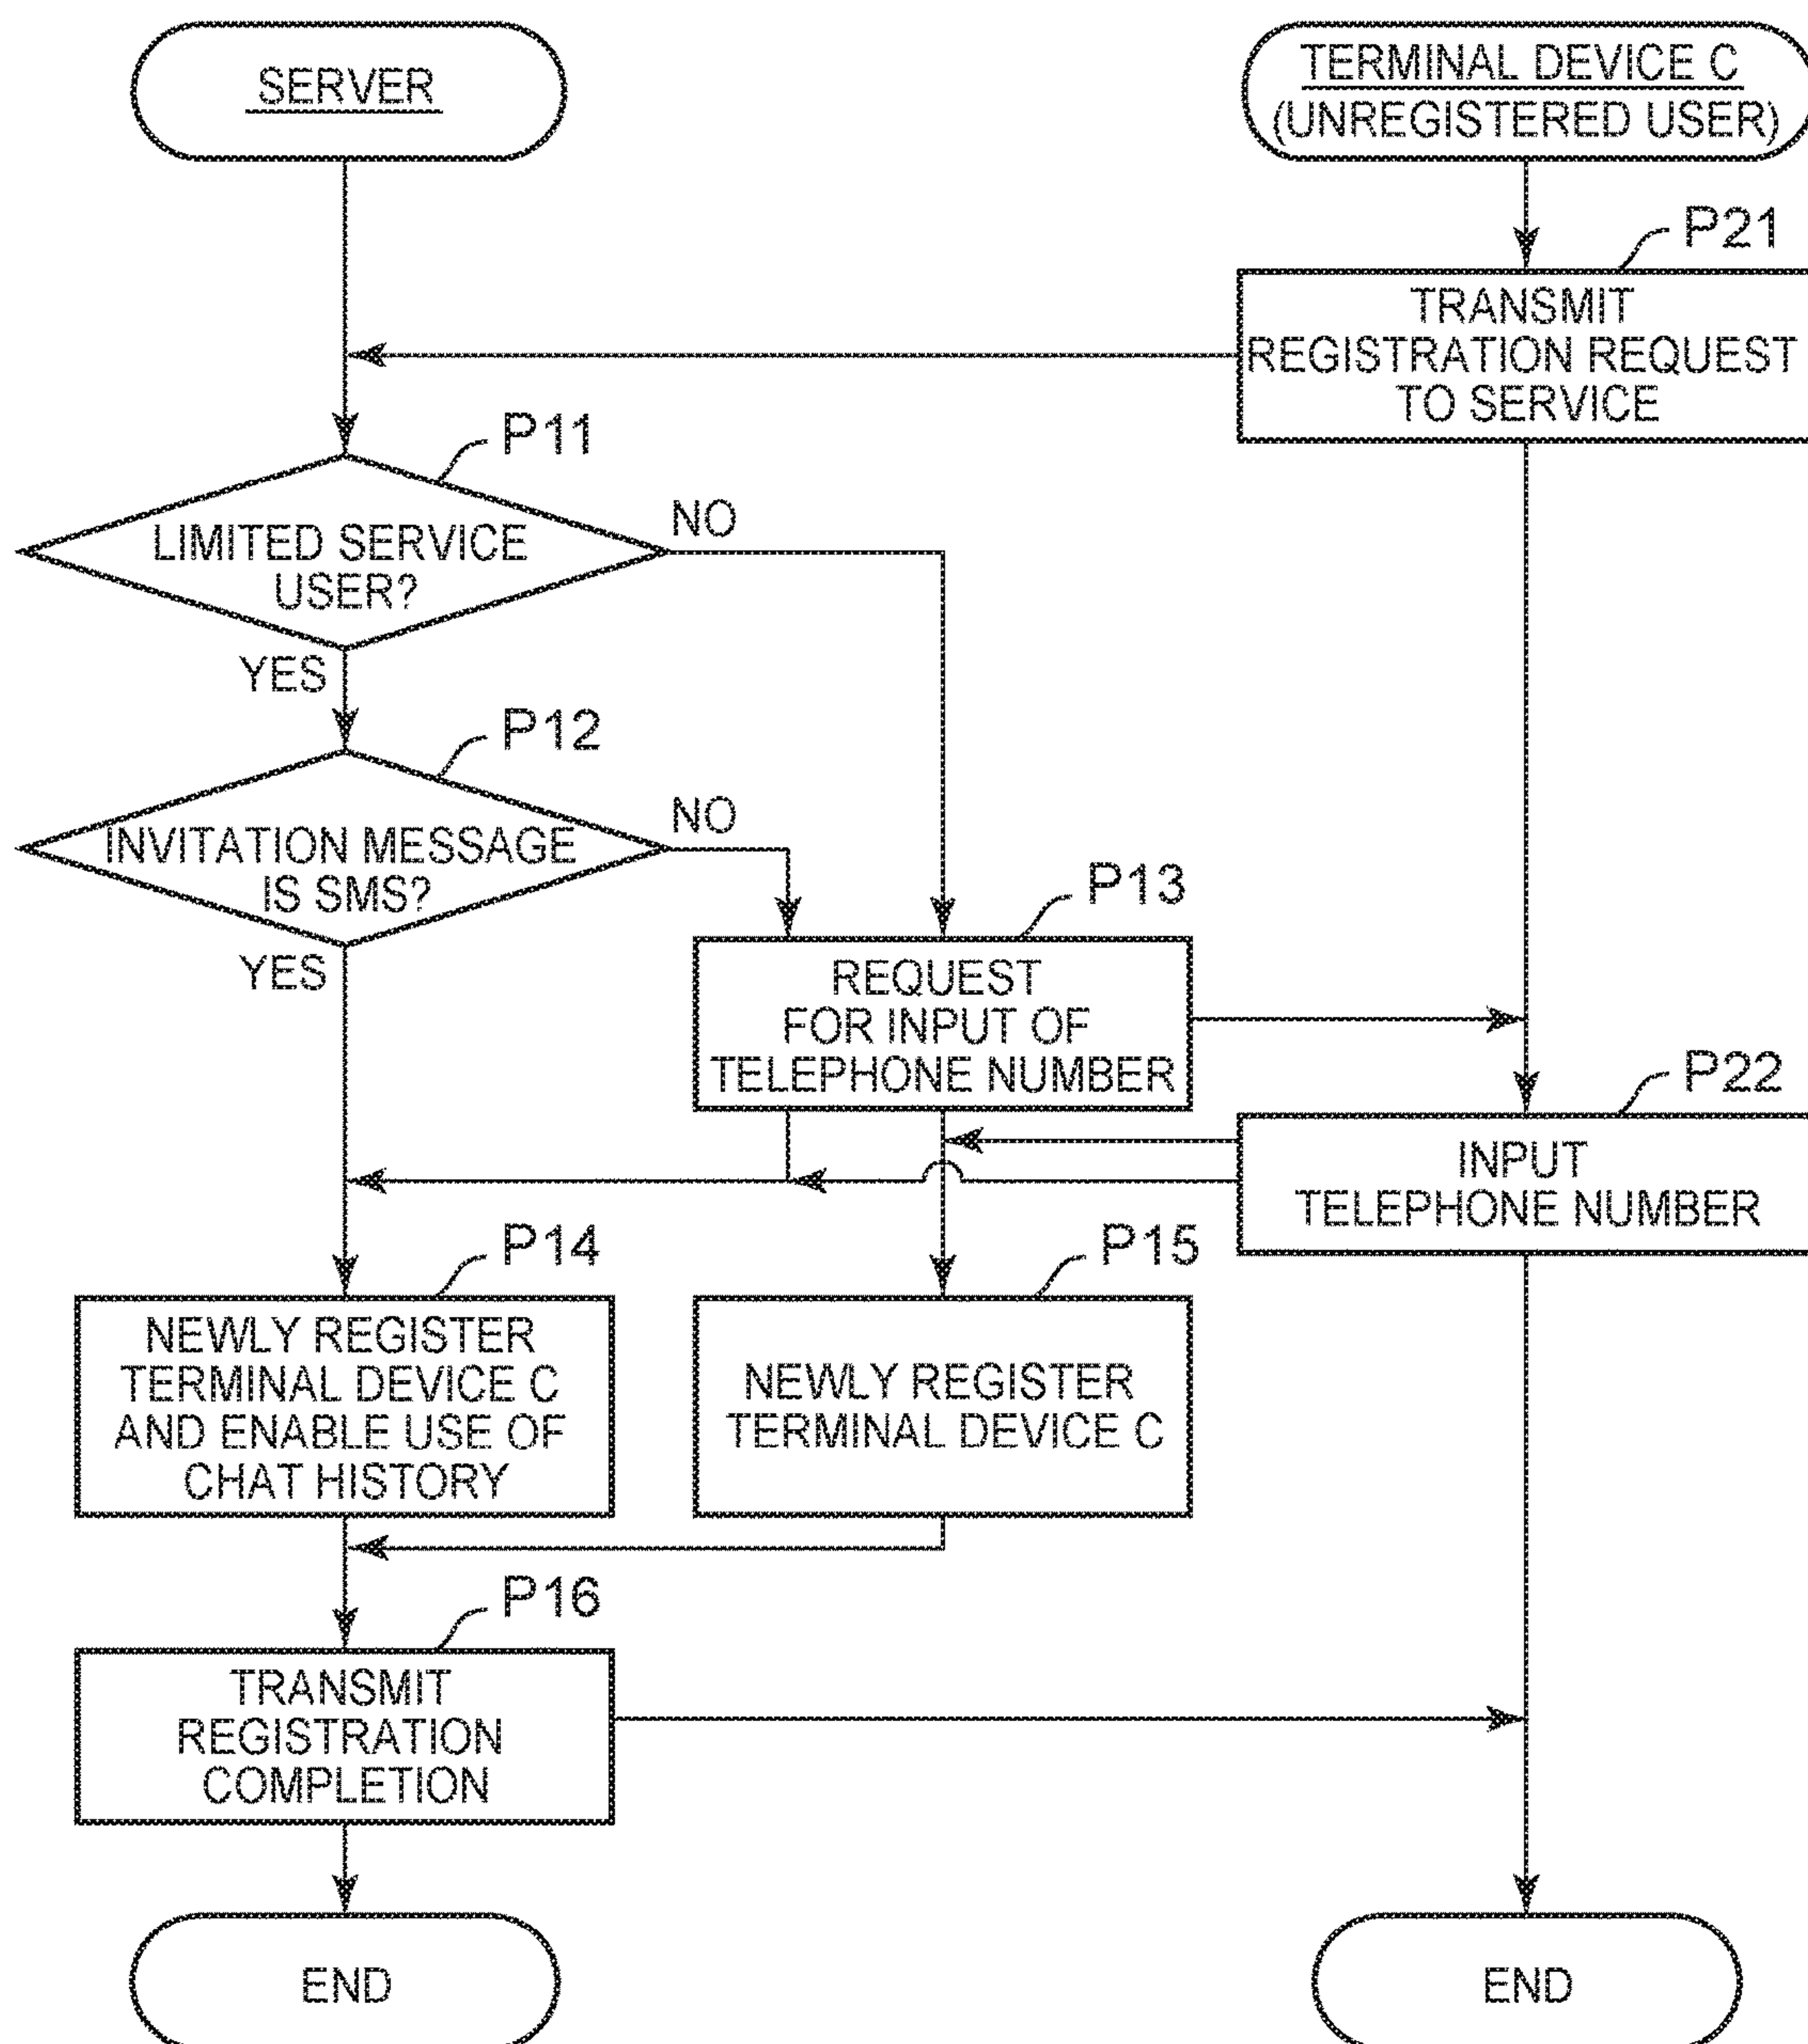 SERVER
TERMINAL DEVICE C
(UNREGISTERED USER)
P21
TRANSMIT
REGISTRATION REQUEST
TO SERVICE
P11
LIMITED SERVICE
USER?
NO
YES
P12
INVITATION MESSAGE
IS SMS?
NO
YES
P13
REQUEST
FOR INPUT OF
TELEPHONE NUMBER
P22
INPUT
TELEPHONE NUMBER
P14
NEWLY REGISTER
TERMINAL DEVICE C
AND ENABLE USE OF
CHAT HISTORY
P15
NEWLY REGISTER
TERMINAL DEVICE C
P16
TRANSMIT
REGISTRATION
COMPLETION
END
END